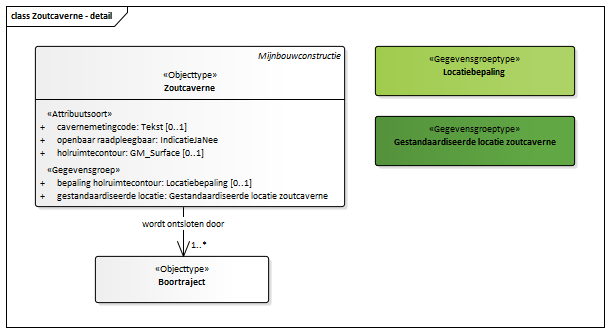 class Zoutcaverne - detail
Mijnbouwconstructie
«Objecttype»
Zoutcaverne
«Attribuutsoort»
+ cavernemetingcode: Tekst [0..1]
+ openbaar raadpleegbaar: IndicatieJaNee
+ holruimtecontour: GM_Surface [0..1]
«Gegevensgroep»
+ bepaling holruimtecontour: Locatiebepaling [0..1]
+ gestandaardiseerde locatie: Gestandaardiseerde locatie zoutcaverne
«Gegevensgroeptype»
Locatiebepaling
«Gegevensgroeptype»
Gestandaardiseerde locatie zoutcaverne
wordt ontsloten door
1..*
«Objecttype»
Boortraject